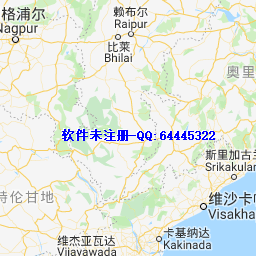 格浦尔
Nagpur
赖布尔
Raipur
比莱
Bhilai
奥里
软件未注册-QQ:64445322
斯里加古兰
Srikakulam
特伦甘地
维沙卡
Visakha
卡基纳达
Kakinada
维杰亚瓦达
Vijayawada